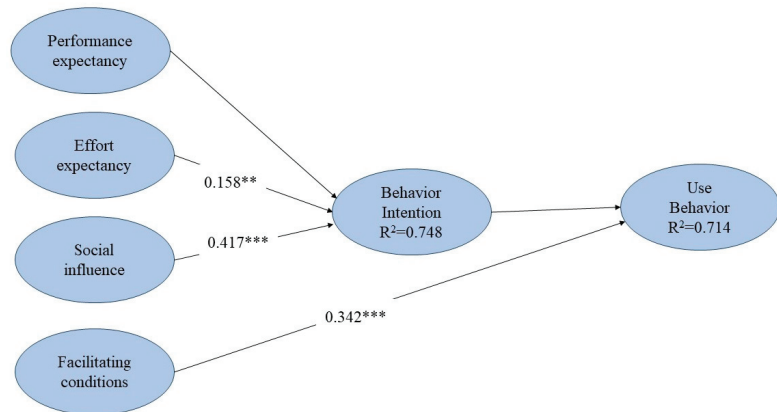 Performance
expectancy
Effort
expectancy
0.158**
Social
influence
0.417***
Facilitating
conditions
0.342***
Behavior
Intention
R²=0.748
Use
Behavior
R²=0.714